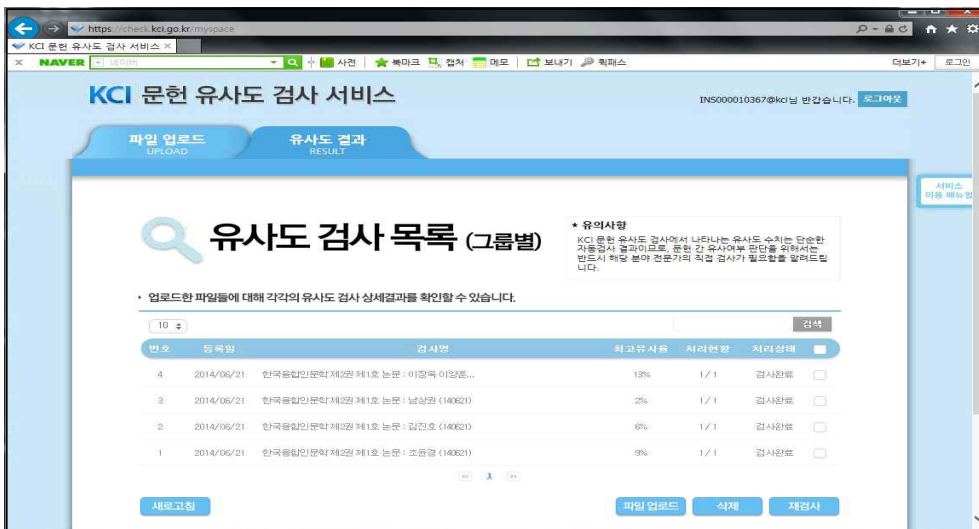 https://check.kci.go.kr/myspace
KCI 문헌 유사도 검사 서비스 ×
× NAVER 네이버 사전 북마크 캡처 메모 보내기 퀵패스 더보기+ 로그인
KCI 문헌 유사도 검사 서비스
INS000010367@kci님 반갑습니다. 로그아웃
파일 업로드 유사도 결과
UPLOAD RESULT
서비스
이용 매뉴얼
유사도 검사 목록 (그룹별)
* 유의사항
KCI 문헌 유사도 검사에서 나타나는 유사도 수치는 단순한
자동검사 결과이므로, 문헌 간 유사여부 판단을 위해서는
반드시 해당 분야 전문가의 직접 검사가 필요함을 알려드립
니다.
업로드한 파일들에 대해 각각의 유사도 검사 상세결과를 확인할 수 있습니다.
10 검색
번호 등록일 검사명 최고유사율 처리현황 처리상태
4 2014/06/21 한국융합인문학 제2권 제1호 논문 : 이장욱 이양훈... 13% 1 / 1 검사완료
3 2014/06/21 한국융합인문학 제2권 제1호 논문 : 남상권 (140621) 2% 1 / 1 검사완료
2 2014/06/21 한국융합인문학 제2권 제1호 논문 : 김진호 (140621) 6% 1 / 1 검사완료
1 2014/06/21 한국융합인문학 제2권 제1호 논문 : 조윤경 (140621) 9% 1 / 1 검사완료
1
새로고침 파일 업로드 삭제 재검사